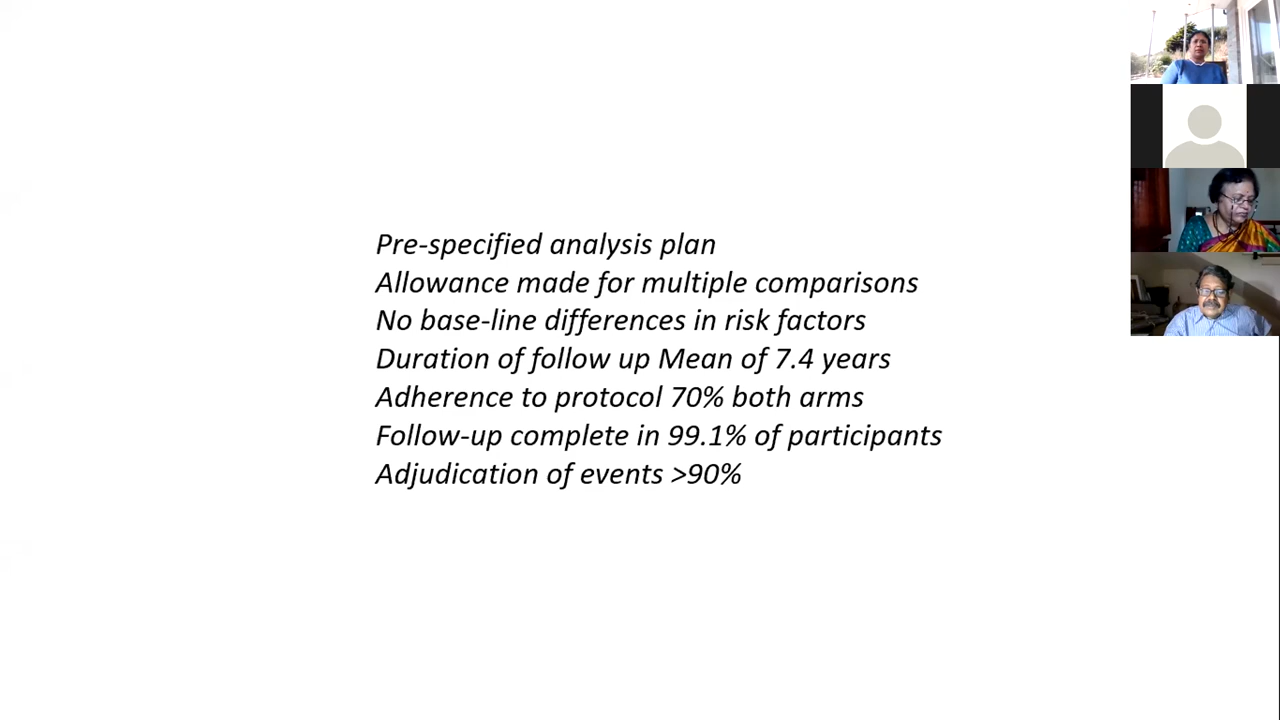 Pre-specified analysis plan
Allowance made for multiple comparisons
No base-line differences in risk factors
Duration of follow up Mean of 7.4 years
Adherence to protocol 70% both arms
Follow-up complete in 99.1% of participants
Adjudication of events >90%